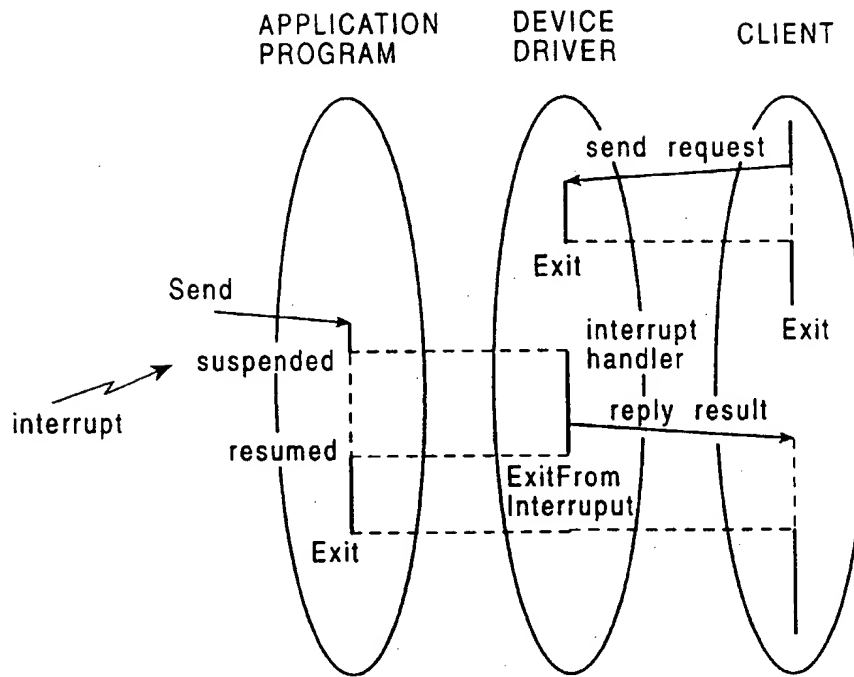 APPLICATION
PROGRAM
DEVICE
DRIVER
CLIENT
send request
Exit
Send
Exit
interrupt
handler
suspended
reply result
interrupt
resumed
ExitFrom
Interruput
Exit